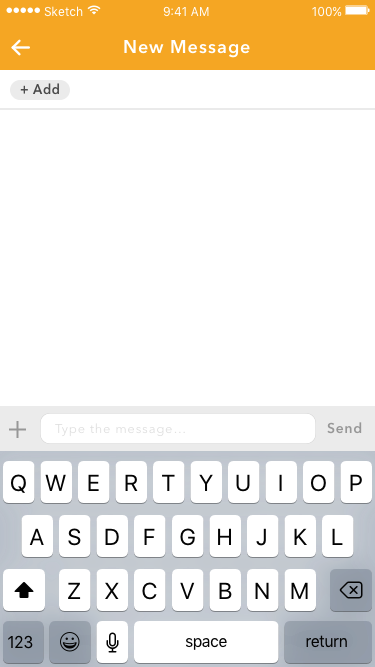 Sketch 9:41 AM 100%
New Message
+ Add
Type the message... Send
Q W E R T Y U I O P
A S D F G H J K L
Z X C V B N M
123 space return